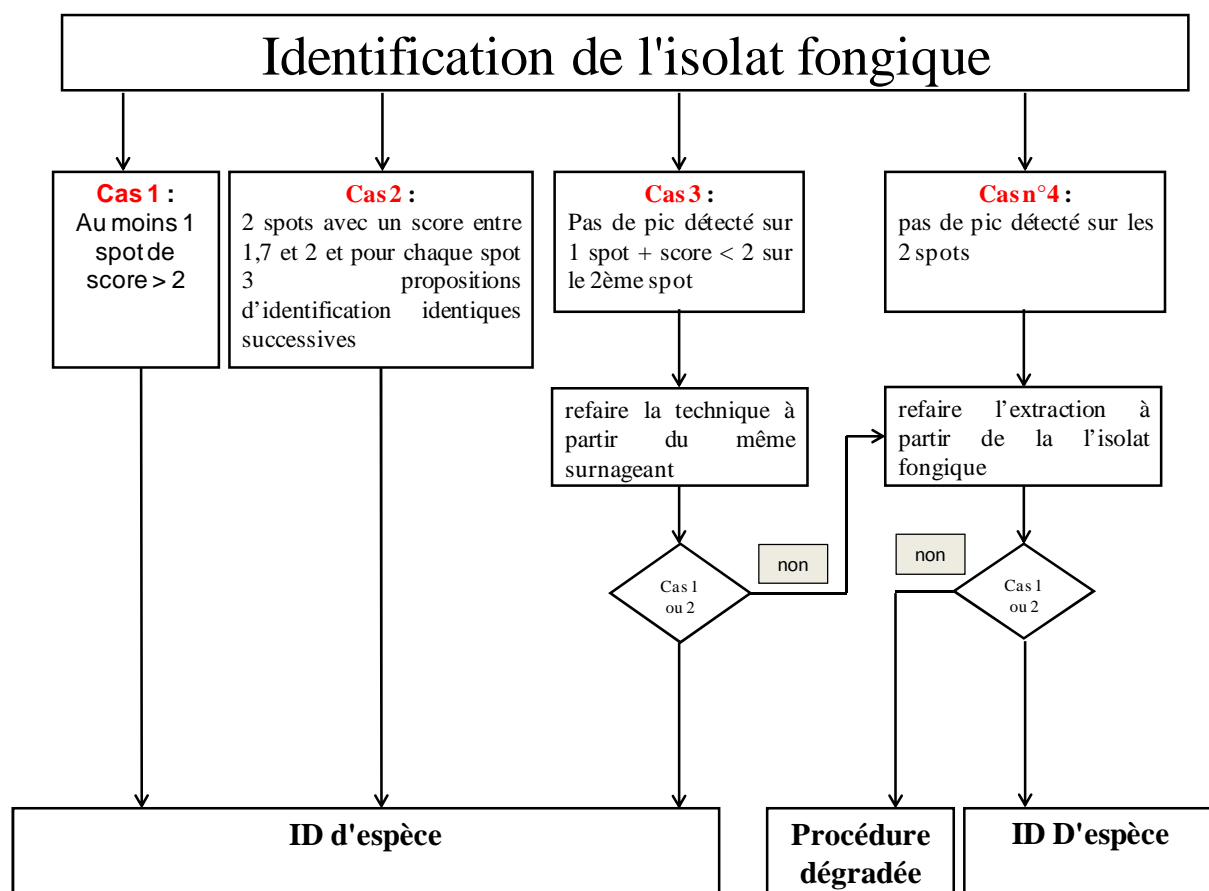 Identification de l'isolat fongique
Cas 1 :
Au moins 1
spot de
score > 2
Cas 2 :
2 spots avec un score entre
1,7 et 2 et pour chaque spot
3 propositions
d’identification identiques
successives
Cas 3 :
Pas de pic détecté sur
1 spot + score < 2 sur
le 2ème spot
Cas n°4 :
pas de pic détecté sur les
2 spots
refaire la technique à
partir du même
surnageant
refaire l’extraction à
partir de la l’isolat
fongique
non
non
Cas 1
ou 2
Cas 1
ou 2
ID d'espèce
Procédure
dégradée
ID D'espèce